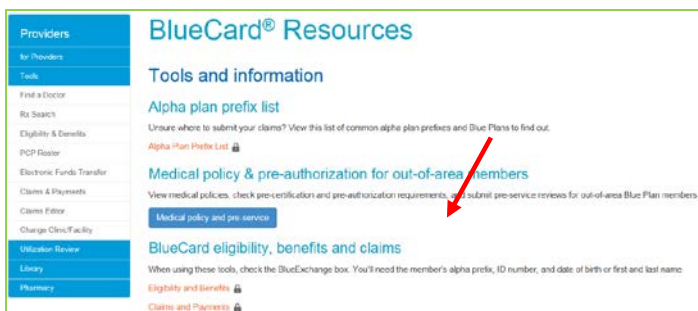 Providers
for Providers
Tools
Find a Doctor
Rx Search
Eligibility & Benefits
PCP Roster
Electronic Funds Transfer
Claims & Payments
Claims Editor
Change Clinic/Facility
Utilization Review
Library
Pharmacy
BlueCard® Resources
Tools and information
Alpha plan prefix list
Unsure where to submit your claims? View this list of common alpha plan prefixes and Blue Plans to find out.
Alpha Plan Prefix List
Medical policy & pre-authorization for out-of-area members
View medical policies, check pre-certification and pre-authorization requirements, and submit pre-service reviews for out-of-area Blue Plan members
Medical policy and pre-service
BlueCard eligibility, benefits and claims
When using these tools, check the BlueExchange box. You'll need the member's alpha prefix, ID number, and date of birth or first and last name
Eligibility and Benefits
Claims and Payments